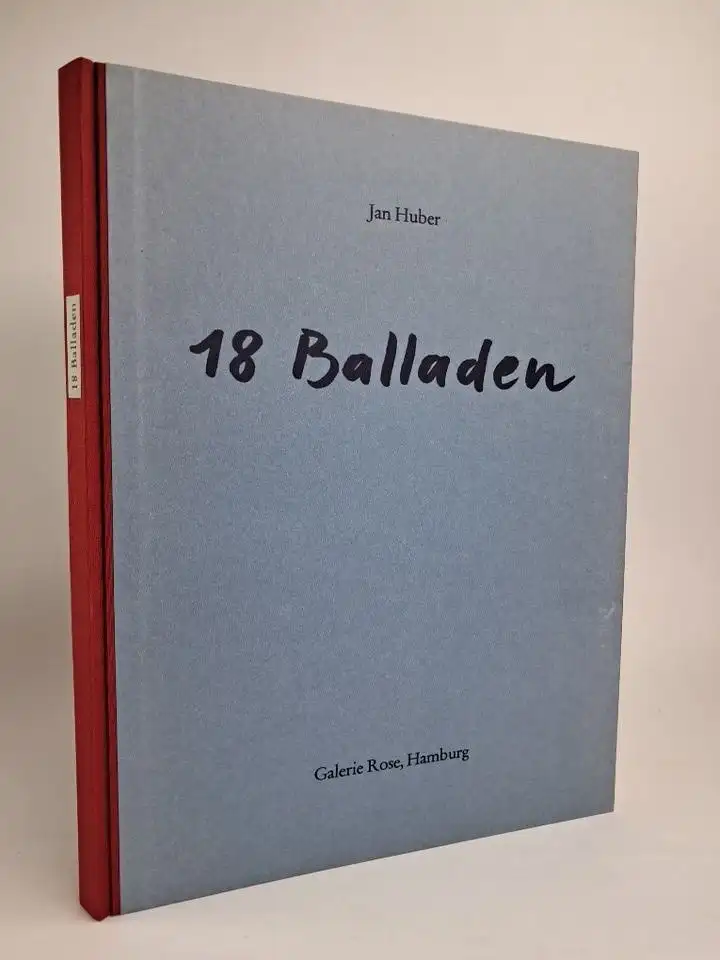 Jan Huber
18 Balladen
Galerie Rose, Hamburg
18 Balladen